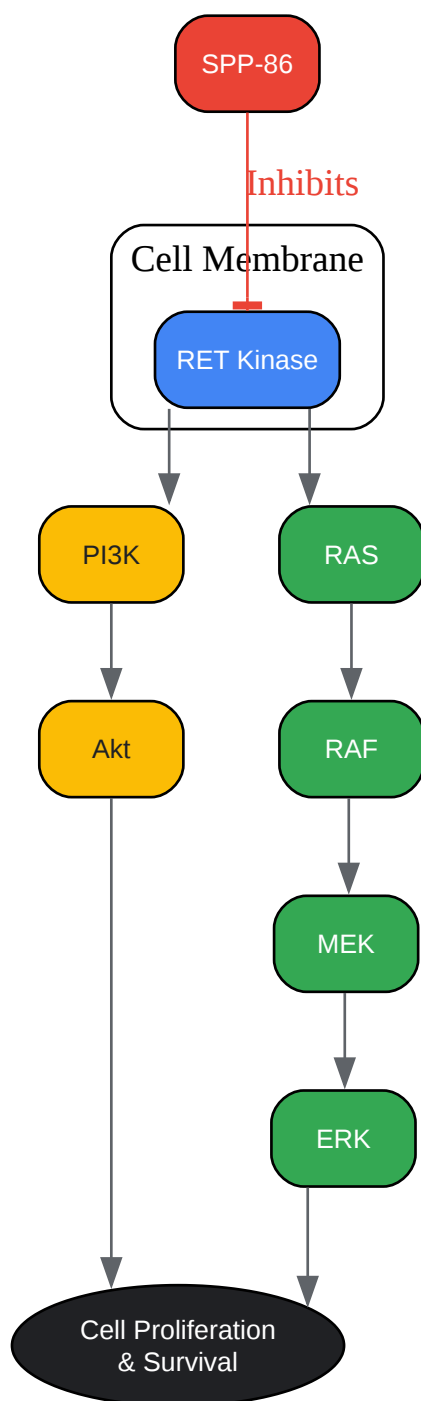 SPP-86
Inhibits
Cell Membrane
RET Kinase
PI3K
RAS
Akt
RAF
MEK
ERK
Cell Proliferation
& Survival